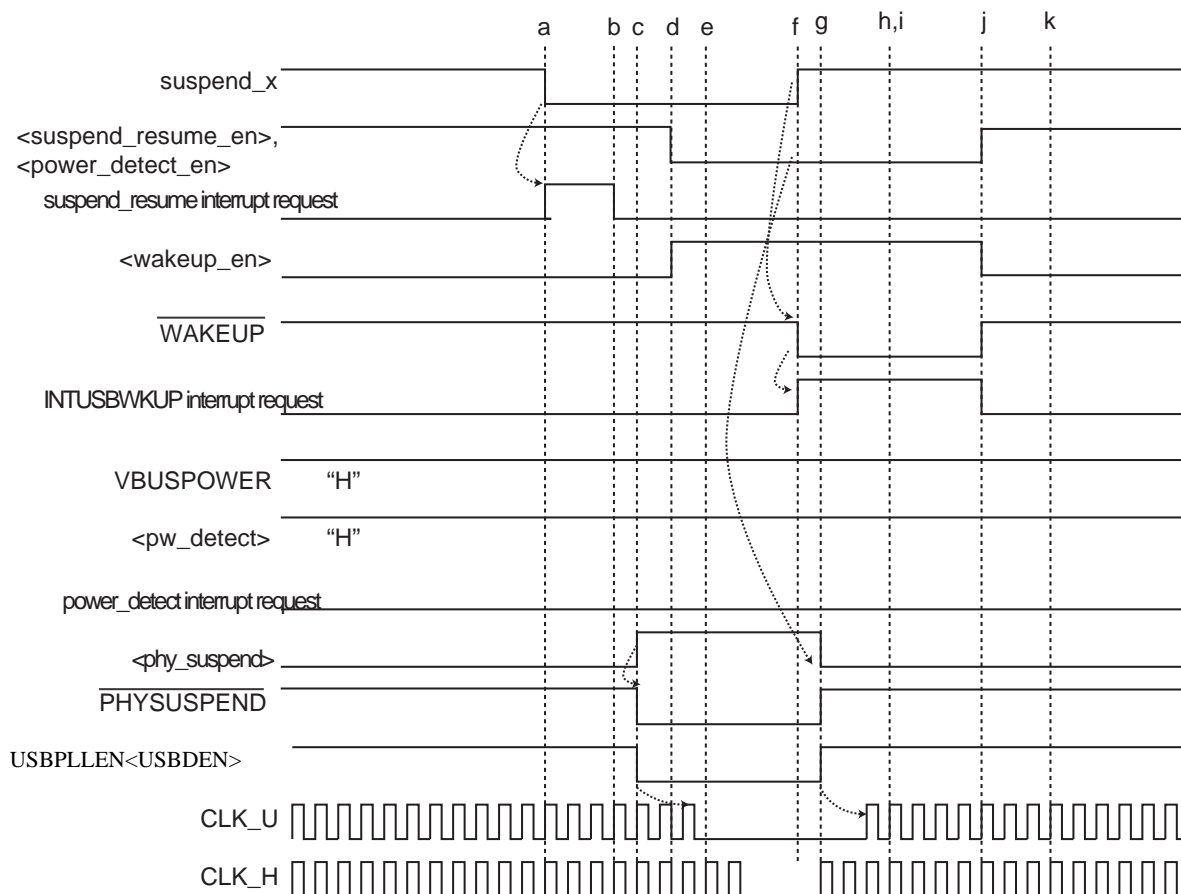 a b c d e f g h,i j k
suspend_x
<suspend_resume_en>,
<power_detect_en>
suspend_resume interrupt request
<wakeup_en>
WAKEUP
INTUSBWKUP interrupt request
VBUSPOWER “H”
<pw_detect> “H”
power_detect interrupt request
<phy_suspend>
PHYSUSPEND
USBPLLEN<USBDEN>
CLK_U
CLK_H